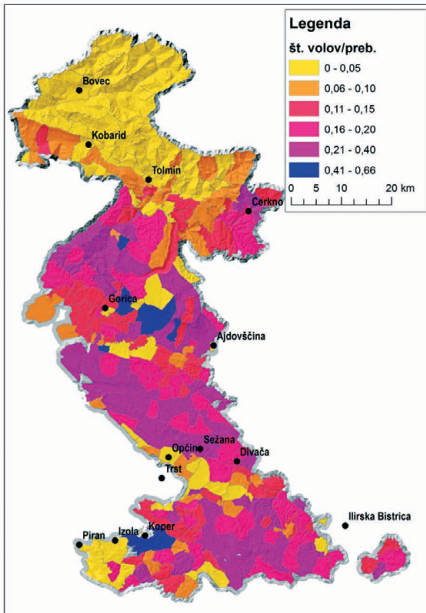 Legenda
št. volov/preb.
0 - 0,05
0,06 - 0,10
0,11 - 0,15
0,16 - 0,20
0,21 - 0,40
0,41 - 0,66
0 5 10 20 km
Bovec
Kobarid
Tolmin
Cerkno
Gorica
Ajdovščina
Sežana
Opčine
Divača
Trst
Ilirska Bistrica
Koper
Izola
Piran